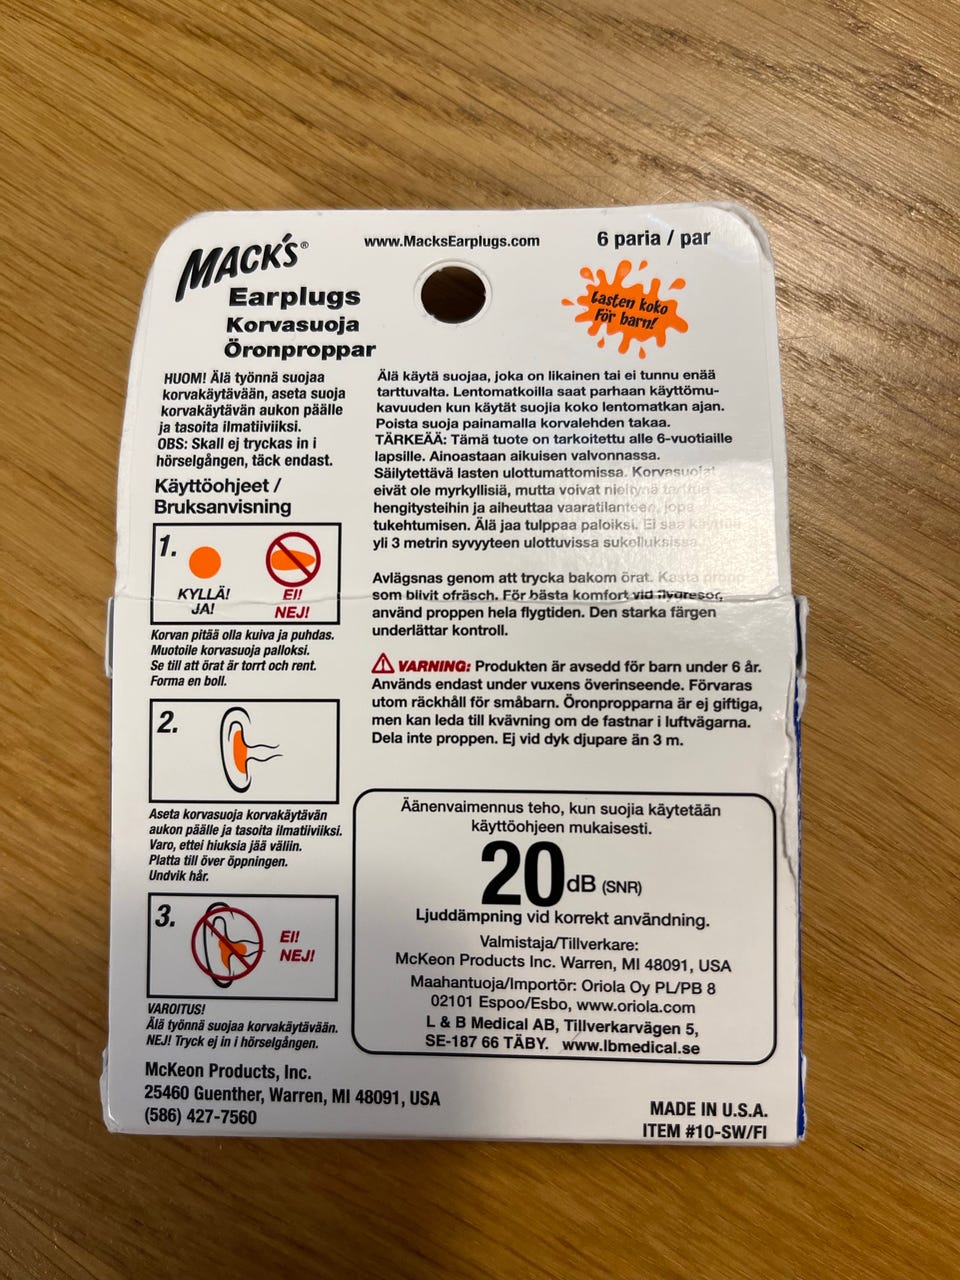 MACK'S®
Earplugs
Korvasuoja
Öronproppar
www.MacksEarplugs.com
6 paria / par
Lasten koko
För barn!
HUOM! Älä työnnä suojaa
korvakäytävään, aseta suoja
korvakäytävän aukon päälle
ja tasoita ilmatiiviiksi.
OBS: Skall ej tryckas in i
hörselgången, täck endast.
Käyttöohjeet /
Bruksanvisning
1.
KYLLÄ!
JA!
EI!
NEJ!
Korvan pitää olla kuiva ja puhdas.
Muotoile korvasuoja palloksi.
Se till att örat är torrt och rent.
Forma en boll.
2.
Aseta korvasuoja korvakäytävän
aukon päälle ja tasoita ilmatiiviiksi.
Varo, ettei hiuksia jää väliin.
Platta till över öppningen.
Undvik hår.
3.
EI!
NEJ!
VAROITUS!
Älä työnnä suojaa korvakäytävään.
NEJ! Tryck ej in i hörselgången.
Älä käytä suojaa, joka on likainen tai ei tunnu enää
tarttuvalta. Lentomatkoilla saat parhaan käyttömu-
kavuuden kun käytät suojia koko lentomatkan ajan.
Poista suoja painamalla korvalehden takaa.
TÄRKEÄÄ: Tämä tuote on tarkoitettu alle 6-vuotiaille
lapsille. Ainoastaan aikuisen valvonnassa.
Säilytettävä lasten ulottumattomissa. Korvasuojat
eivät ole myrkyllisiä, mutta voivat nieltynä tarttua
hengitysteihin ja aiheuttaa vaaratilanteen, jopa
tukehtumisen. Älä jaa tulppaa paloiksi. Ei saa käyttää
yli 3 metrin syvyyteen ulottuvissa sukelluksissa.
Avlägsnas genom att trycka bakom örat. Kasta propp
som blivit ofräsch. För bästa komfort vid flygresor,
använd proppen hela flygtiden. Den starka färgen
underlättar kontroll.
VARNING: Produkten är avsedd för barn under 6 år.
Används endast under vuxens överinseende. Förvaras
utom räckhåll för småbarn. Öronpropparna är ej giftiga,
men kan leda till kvävning om de fastnar i luftvägarna.
Dela inte proppen. Ej vid dyk djupare än 3 m.
Äänenvaimennus teho, kun suojia käytetään
käyttöohjeen mukaisesti.
20 dB (SNR)
Ljuddämpning vid korrekt användning.
Valmistaja/Tillverkare:
McKeon Products Inc. Warren, MI 48091, USA
Maahantuoja/Importör: Oriola Oy PL/PB 8
02101 Espoo/Esbo, www.oriola.com
L & B Medical AB, Tillverkarvägen 5,
SE-187 66 TÄBY. www.lbmedical.se
McKeon Products, Inc.
25460 Guenther, Warren, MI 48091, USA
(586) 427-7560
MADE IN U.S.A.
ITEM #10-SW/FI